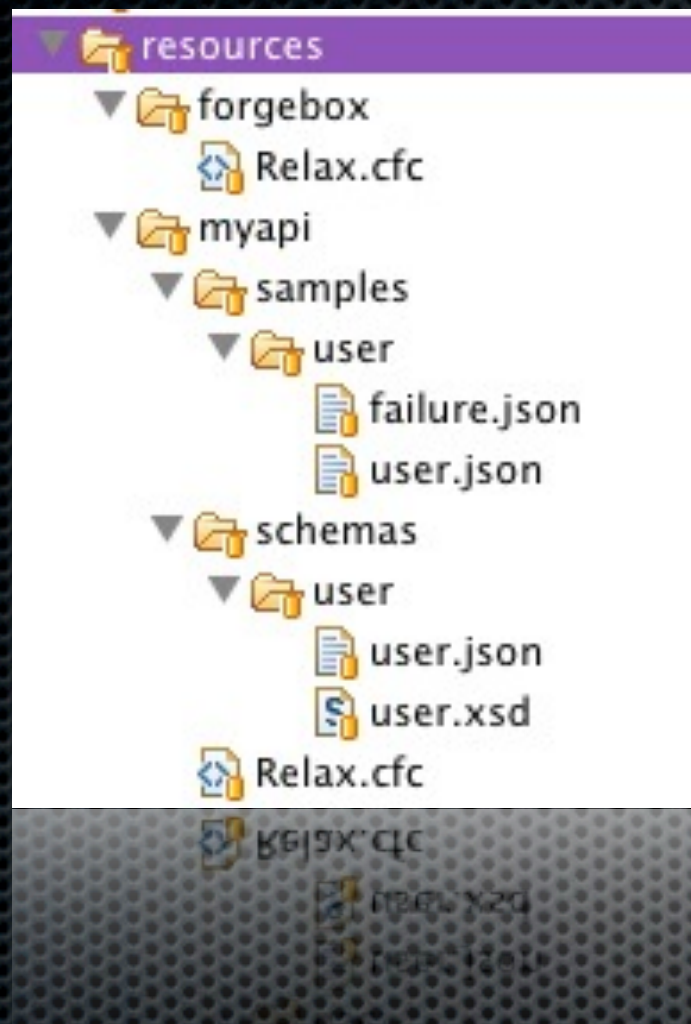 resources
forgebox
Relax.cfc
myapi
samples
user
failure.json
user.json
schemas
user
user.json
user.xsd
Relax.cfc